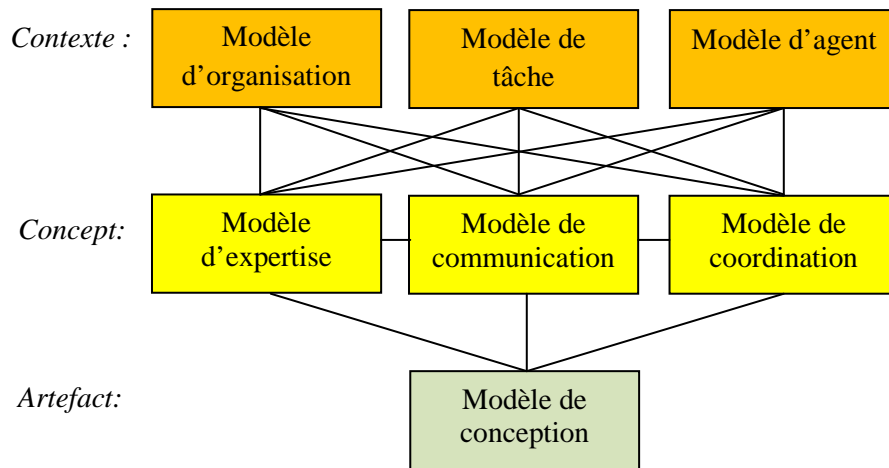 Contexte :
Modèle
d’organisation
Modèle de
tâche
Modèle d’agent
Concept:
Modèle
d’expertise
Modèle de
communication
Modèle de
coordination
Artefact:
Modèle de
conception